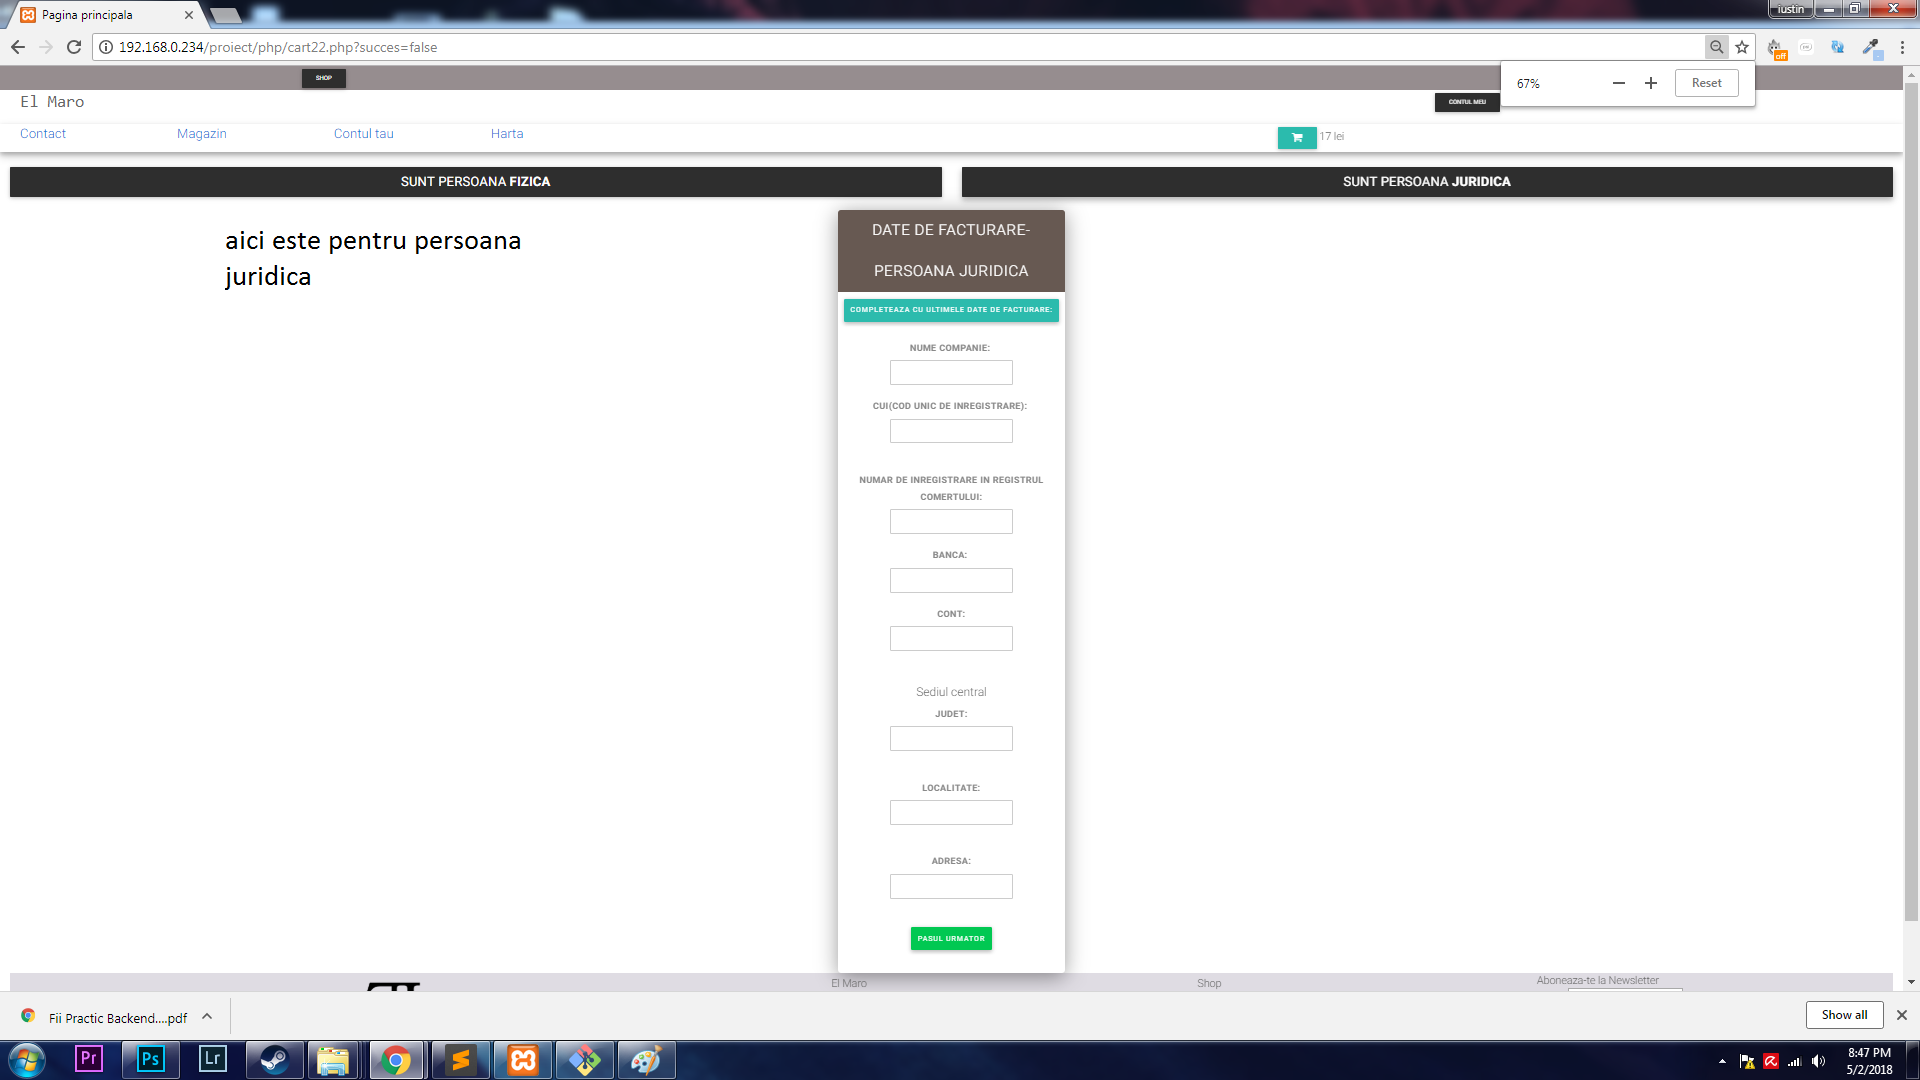 Pagina principala
iustin
192.168.0.234/proiect/php/cart22.php?succes=false
off
67%
Reset
SHOP
El Maro
CONTUL MEU
Contact
Magazin
Contul tau
Harta
17 lei
SUNT PERSOANA FIZICA
SUNT PERSOANA JURIDICA
aici este pentru persoana
juridica
DATE DE FACTURARE-
PERSOANA JURIDICA
COMPLETEAZA CU ULTIMELE DATE DE FACTURARE:
NUME COMPANIE:
CUI(COD UNIC DE INREGISTRARE):
NUMAR DE INREGISTRARE IN REGISTRUL
COMERTULUI:
BANCA:
CONT:
Sediul central
JUDET:
LOCALITATE:
ADRESA:
PASUL URMATOR
El Maro
Shop
Aboneaza-te la Newsletter
Fii Practic Backend....pdf
Show all
Pr
Ps
Lr
8:47 PM
5/2/2018